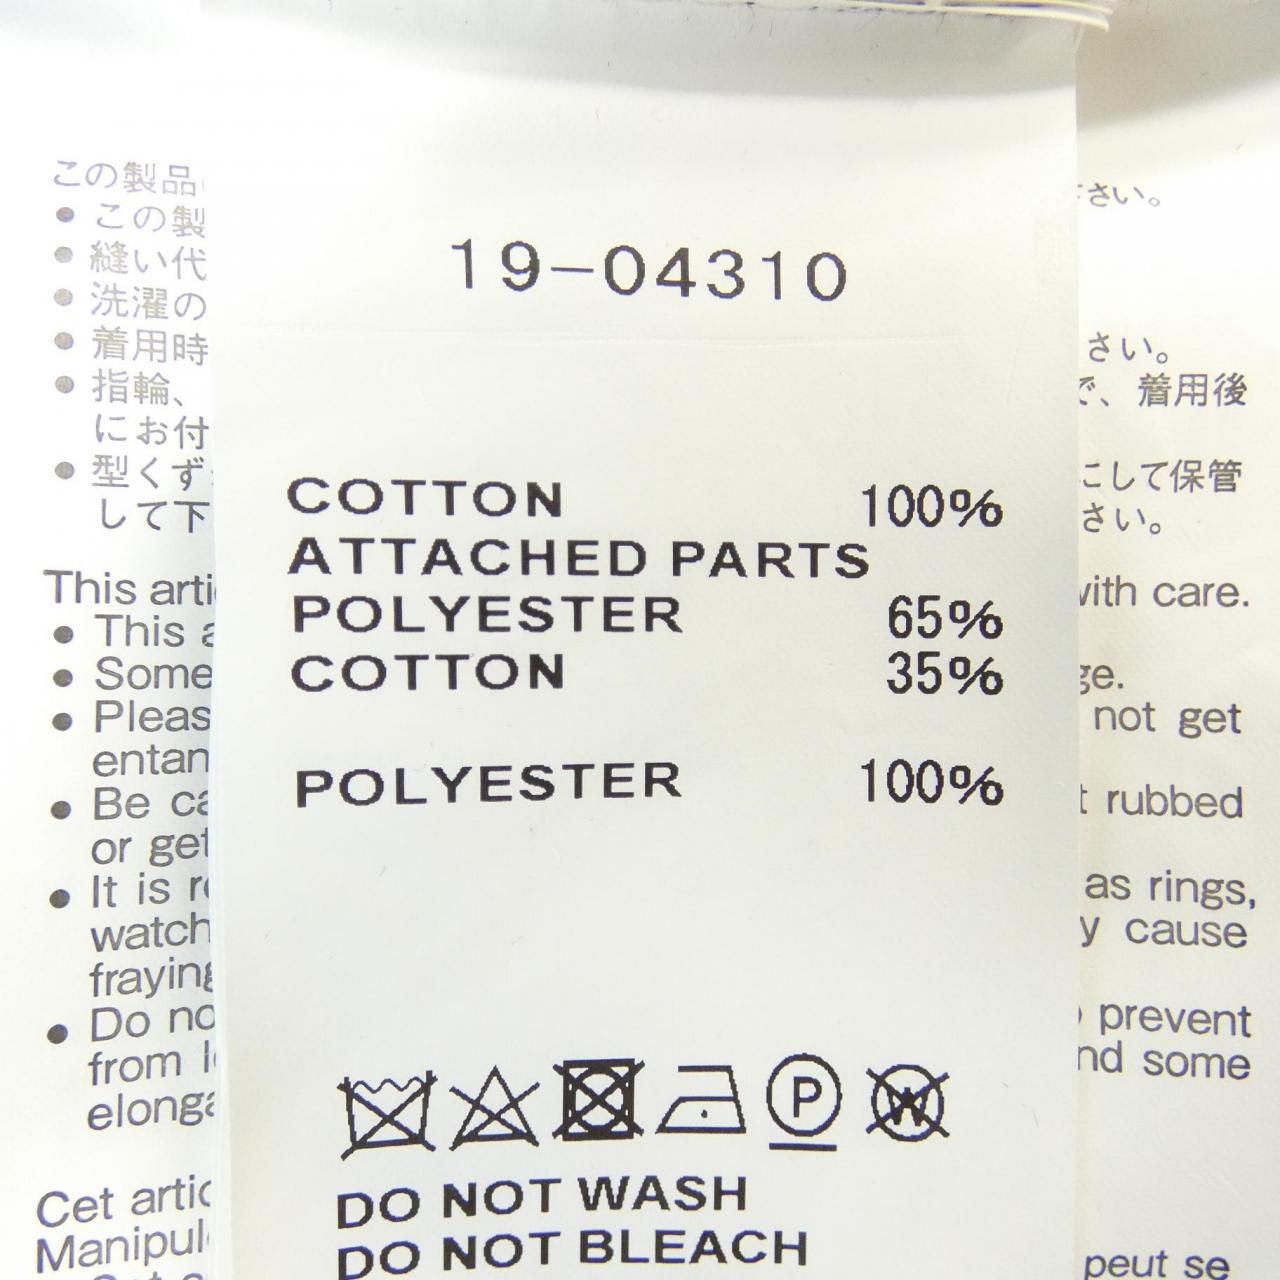 この製品
• この製
• 縫い代
• 洗濯の
• 着用時
• 指輪、
にお付
• 型くず
して下
さい。
さい。
で、着用後
にして保管
さい。
This arti
• This a
• Some
• Pleas
entan
• Be ca
or get
• It is r
watch
fraying
• Do no
from l
elonga
Cet artic
Manipul
with care.
ge.
not get
t rubbed
as rings,
y cause
prevent
nd some
peut se
19-04310
COTTON 100%
ATTACHED PARTS
POLYESTER 65%
COTTON 35%
POLYESTER 100%
P
W
DO NOT WASH
DO NOT BLEACH